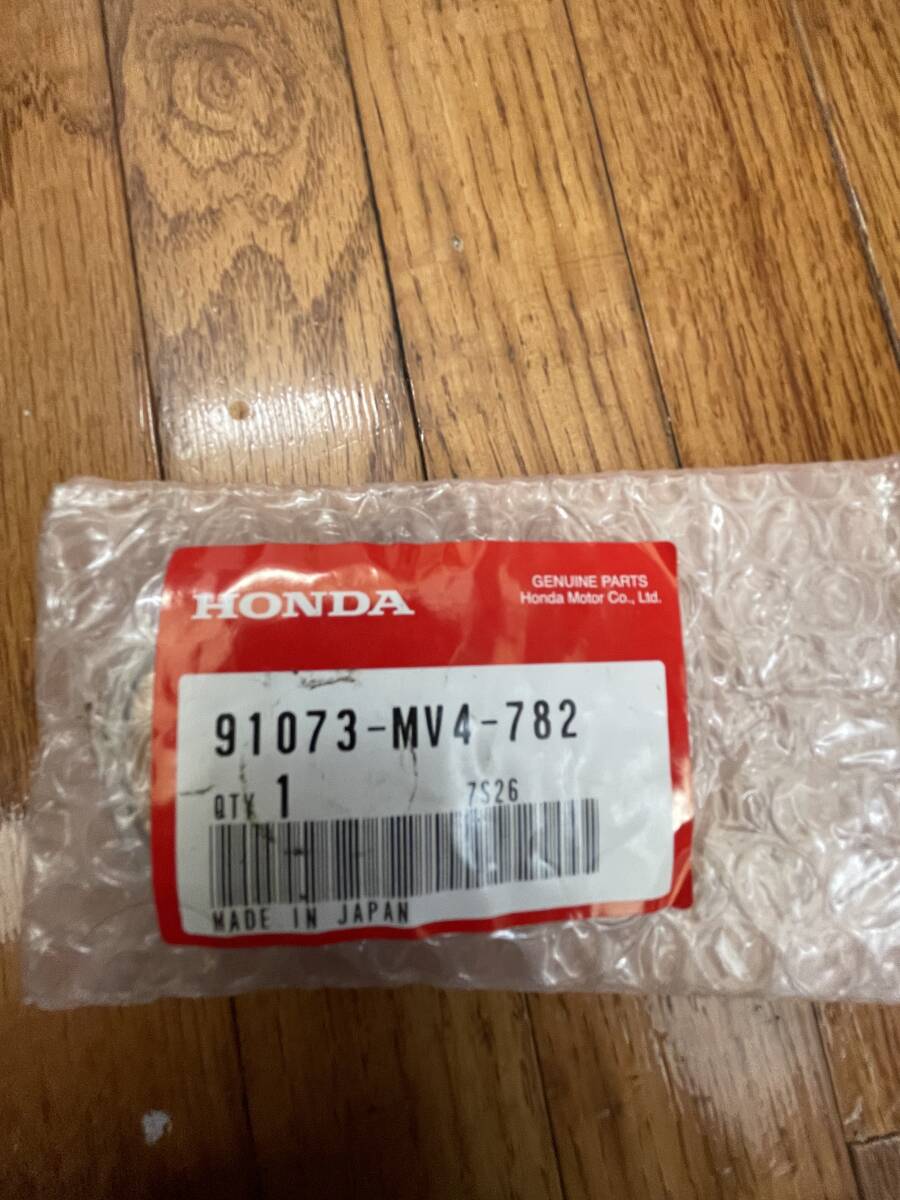 HONDA
GENUINE PARTS
Honda Motor Co., Ltd.
91073-MV4-782
QTY 1 7S26
MADE IN JAPAN